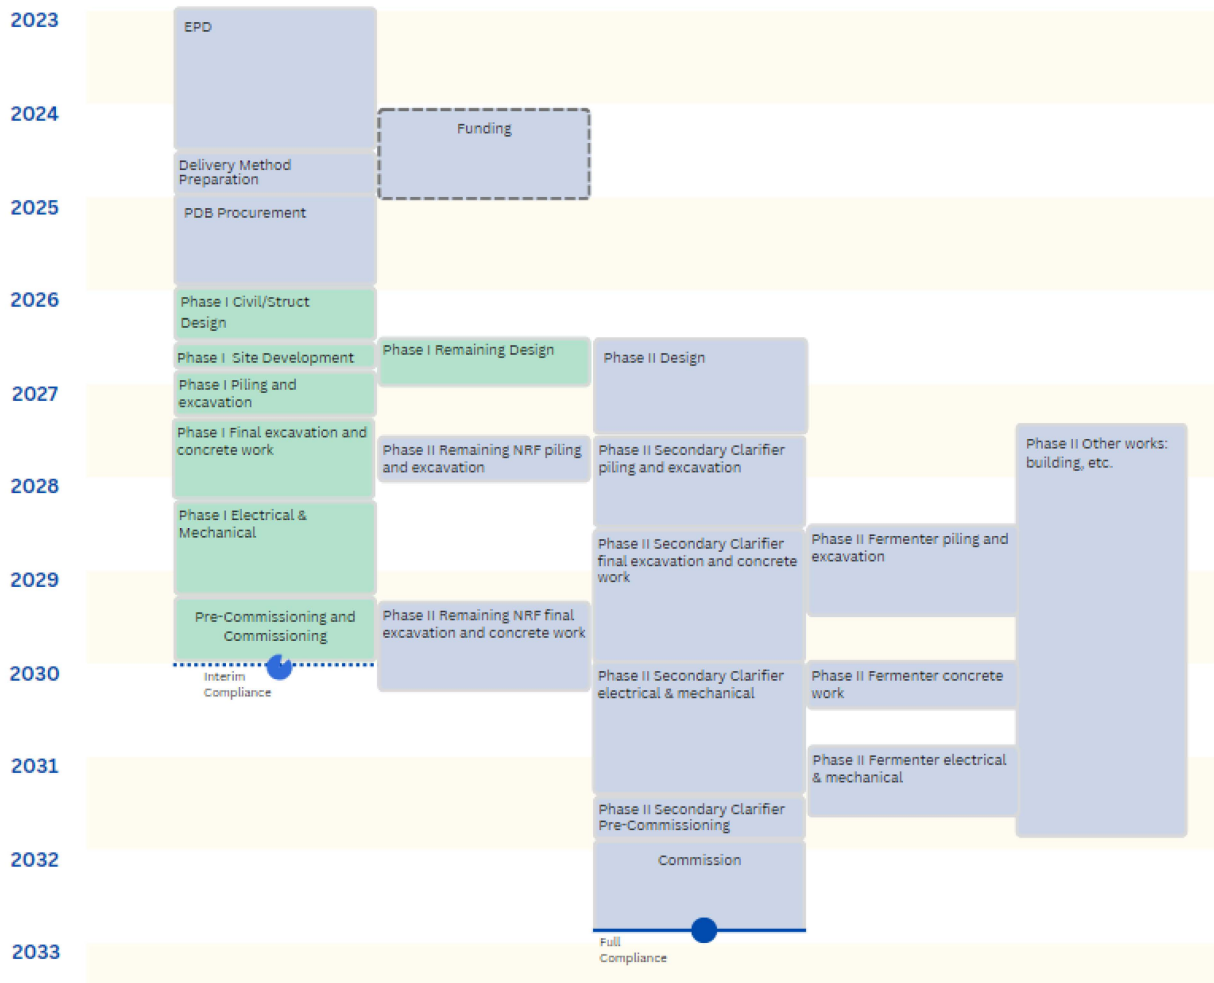 2023
EPD
2024
Funding
Delivery Method
Preparation
2025
PDB Procurement
2026
Phase I Civil/Struct
Design
Phase I Site Development
Phase I Remaining Design
Phase II Design
2027
Phase I Piling and
excavation
Phase I Final excavation and
concrete work
Phase II Remaining NRF piling
and excavation
Phase II Secondary Clarifier
piling and excavation
Phase II Other works:
building, etc.
2028
Phase I Electrical &
Mechanical
Phase II Secondary Clarifier
final excavation and concrete
work
Phase II Fermenter piling and
excavation
2029
Pre-Commissioning and
Commissioning
Phase II Remaining NRF final
excavation and concrete work
2030
Interim
Compliance
Phase II Secondary Clarifier
electrical & mechanical
Phase II Fermenter concrete
work
2031
Phase II Fermenter electrical
& mechanical
Phase II Secondary Clarifier
Pre-Commissioning
2032
Commission
Full
Compliance
2033